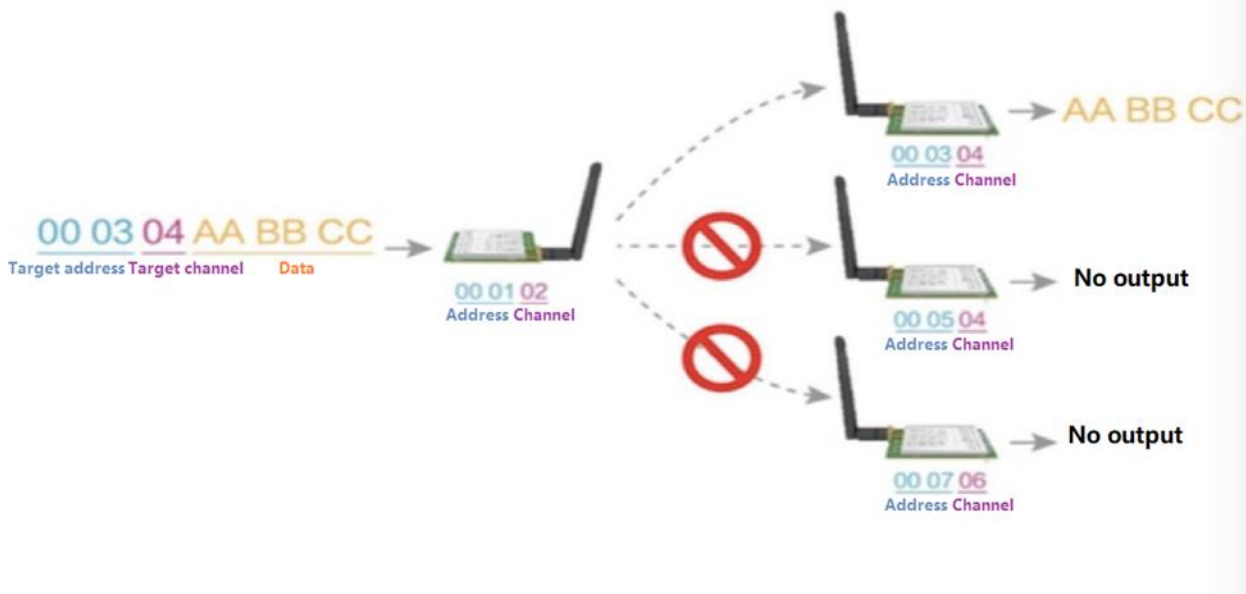 00 03 04 AA BB CC
Target address Target channel Data
00 01 02
Address Channel
AA BB CC
00 03 04
Address Channel
No output
00 05 04
Address Channel
No output
00 07 06
Address Channel